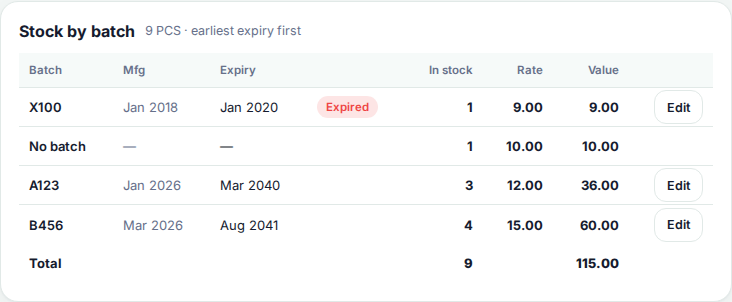 Stock by batch 9 PCS · earliest expiry first
Batch Mfg Expiry In stock Rate Value
X100 Jan 2018 Jan 2020 Expired 1 9.00 9.00 Edit
No batch — — 1 10.00 10.00
A123 Jan 2026 Mar 2040 3 12.00 36.00 Edit
B456 Mar 2026 Aug 2041 4 15.00 60.00 Edit
Total 9 115.00